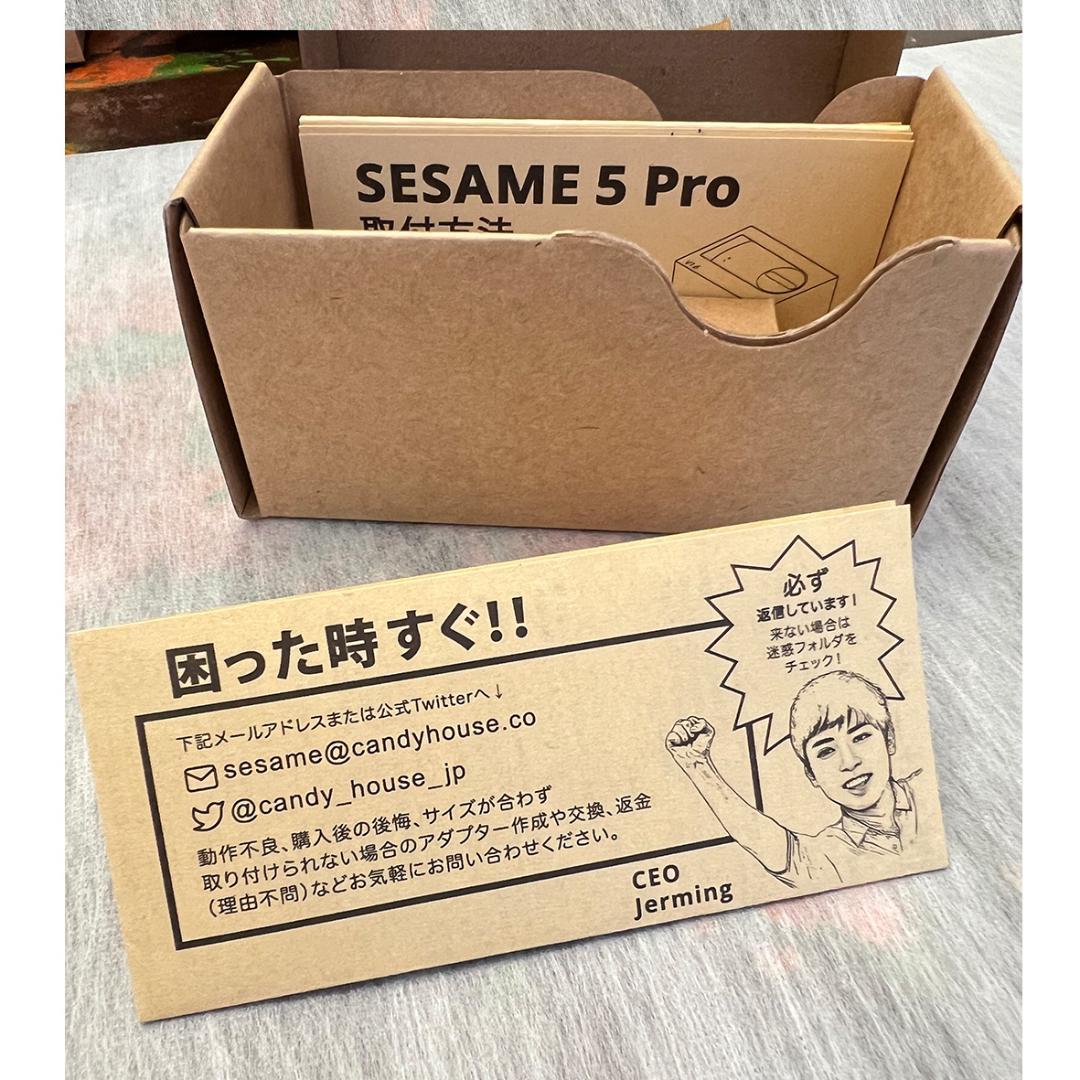 SESAME 5 Pro
取付方法
困った時すぐ!!
必ず
返信しています!
来ない場合は
迷惑フォルダを
チェック!
下記メールアドレスまたは公式Twitterへ↓
sesame@candyhouse.co
@candy_house_jp
動作不良、購入後の後悔、サイズが合わず
取り付けられない場合のアダプター作成や交換、返金
(理由不問)などお気軽にお問い合わせください。
CEO
Jerming